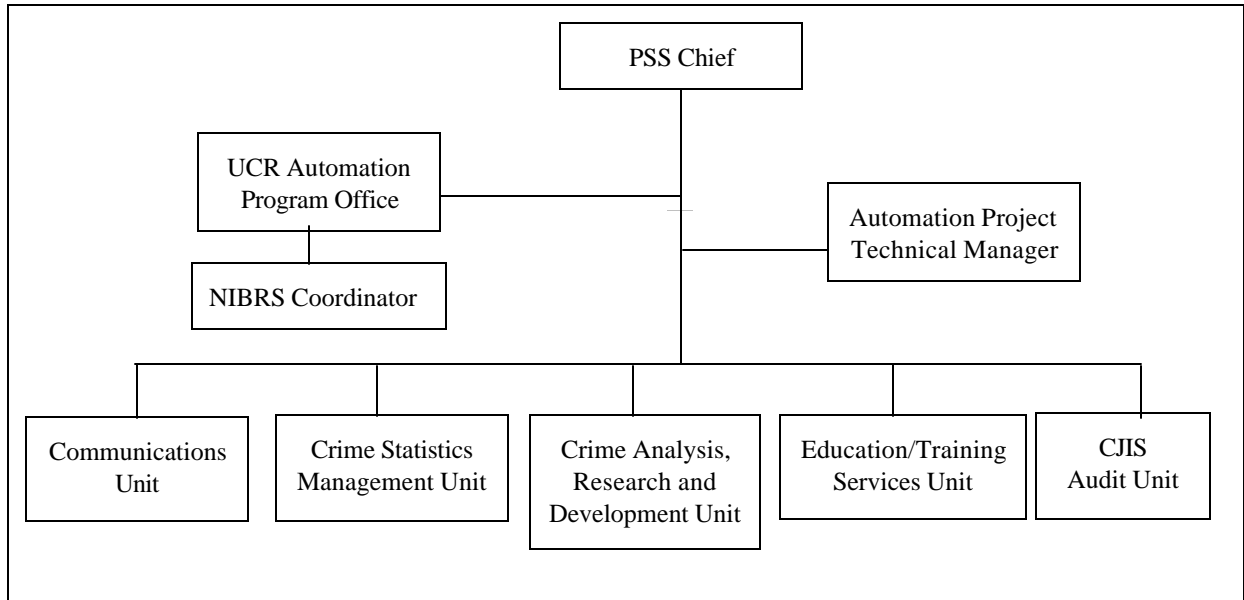 PSS Chief
UCR Automation
Program Office
Automation Project
Technical Manager
NIBRS Coordinator
Communications
Unit
Crime Statistics
Management Unit
Crime Analysis,
Research and
Development Unit
Education/Training
Services Unit
CJIS
Audit Unit